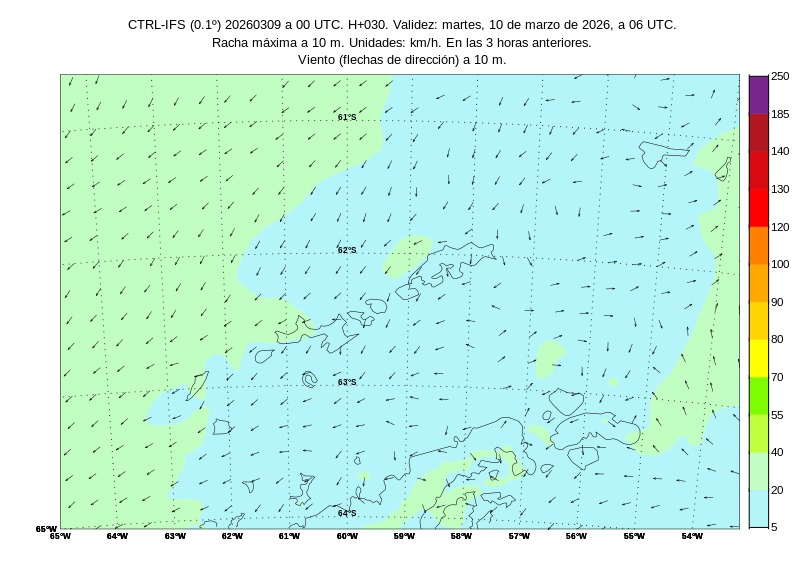 CTRL-IFS (0.1º) 20260309 a 00 UTC. H+030. Validez: martes, 10 de marzo de 2026, a 06 UTC.
Racha máxima a 10 m. Unidades: km/h. En las 3 horas anteriores.
Viento (flechas de dirección) a 10 m.
250
185
140
130
120
100
90
80
70
55
40
20
5
61°S
62°S
63°S
64°S
65°W
65°W 64°W 63°W 62°W 61°W 60°W 59°W 58°W 57°W 56°W 55°W 54°W